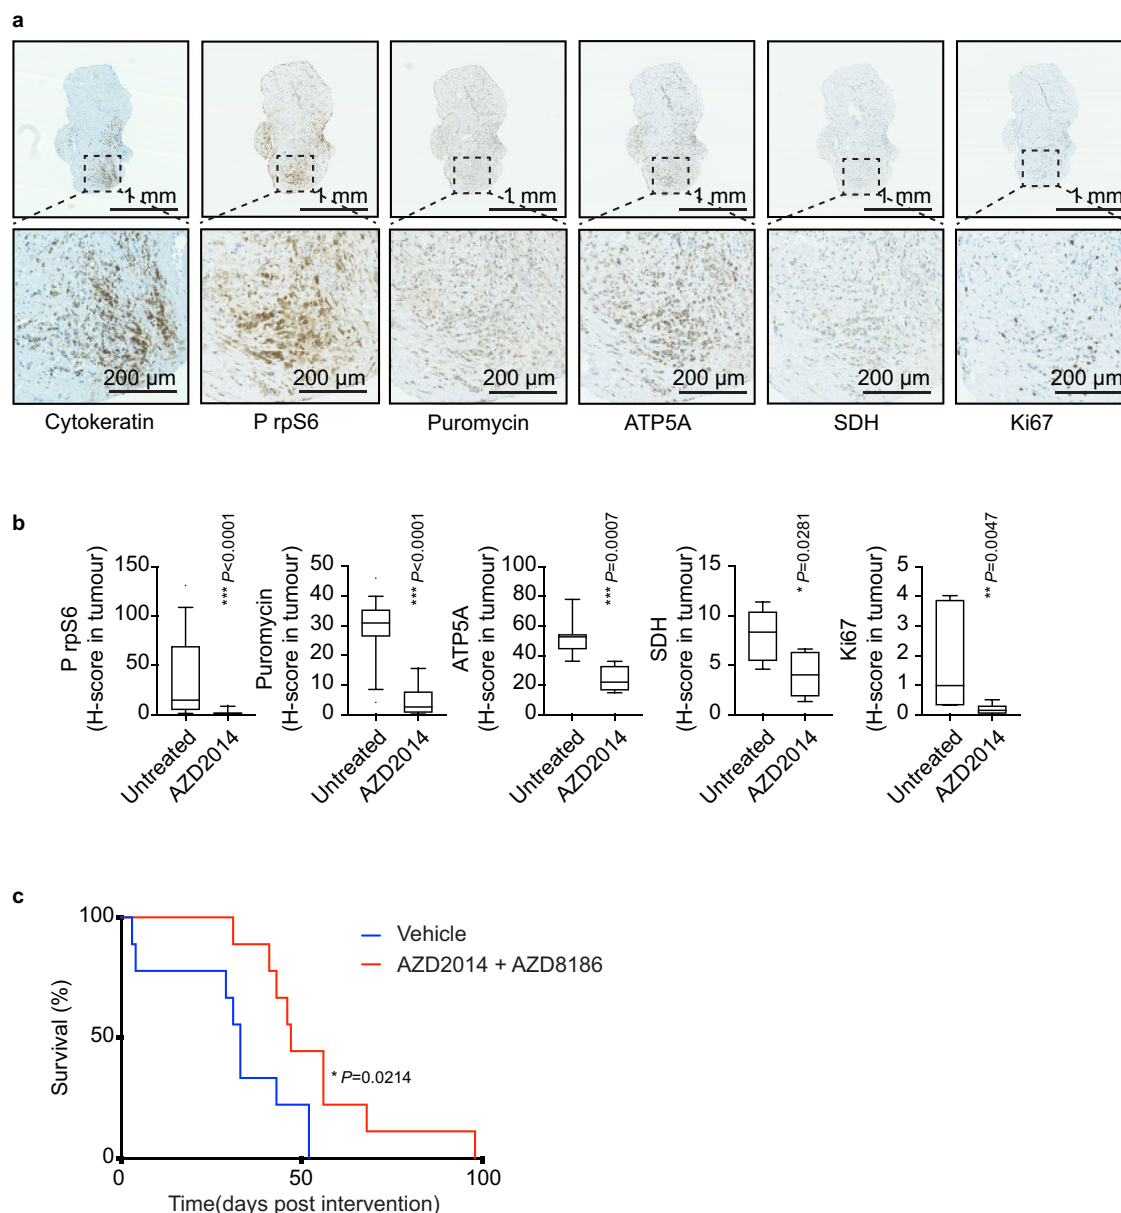 a
1 mm 1 mm 1 mm 1 mm 1 mm 1 mm
200 µm 200 µm 200 µm 200 µm 200 µm 200 µm
Cytokeratin P rpS6 Puromycin ATP5A SDH Ki67
b
P rpS6
(H-score in tumour)
150
100
50
0
*** P<0.0001
Untreated
AZD2014
Puromycin
(H-score in tumour)
50
40
30
20
10
0
*** P<0.0001
Untreated
AZD2014
ATP5A
(H-score in tumour)
100
80
60
40
20
0
*** P=0.0007
Untreated
AZD2014
SDH
(H-score in tumour)
15
10
5
0
* P=0.0281
Untreated
AZD2014
Ki67
(H-score in tumour)
5
4
3
2
1
0
** P=0.0047
Untreated
AZD2014
c
Survival (%)
100
50
0
Vehicle
AZD2014 + AZD8186
* P=0.0214
0 50 100
Time(days post intervention)